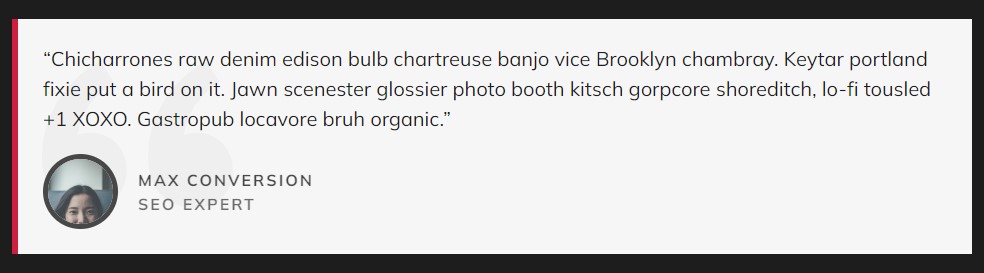 “Chicharrones raw denim edison bulb chartreuse banjo vice Brooklyn chambray. Keytar portland
fixie put a bird on it. Jawn scenester glossier photo booth kitsch gorpcore shoreditch, lo-fi tousled
+1 XOXO. Gastropub locavore bruh organic.”
MAX CONVERSION
SEO EXPERT